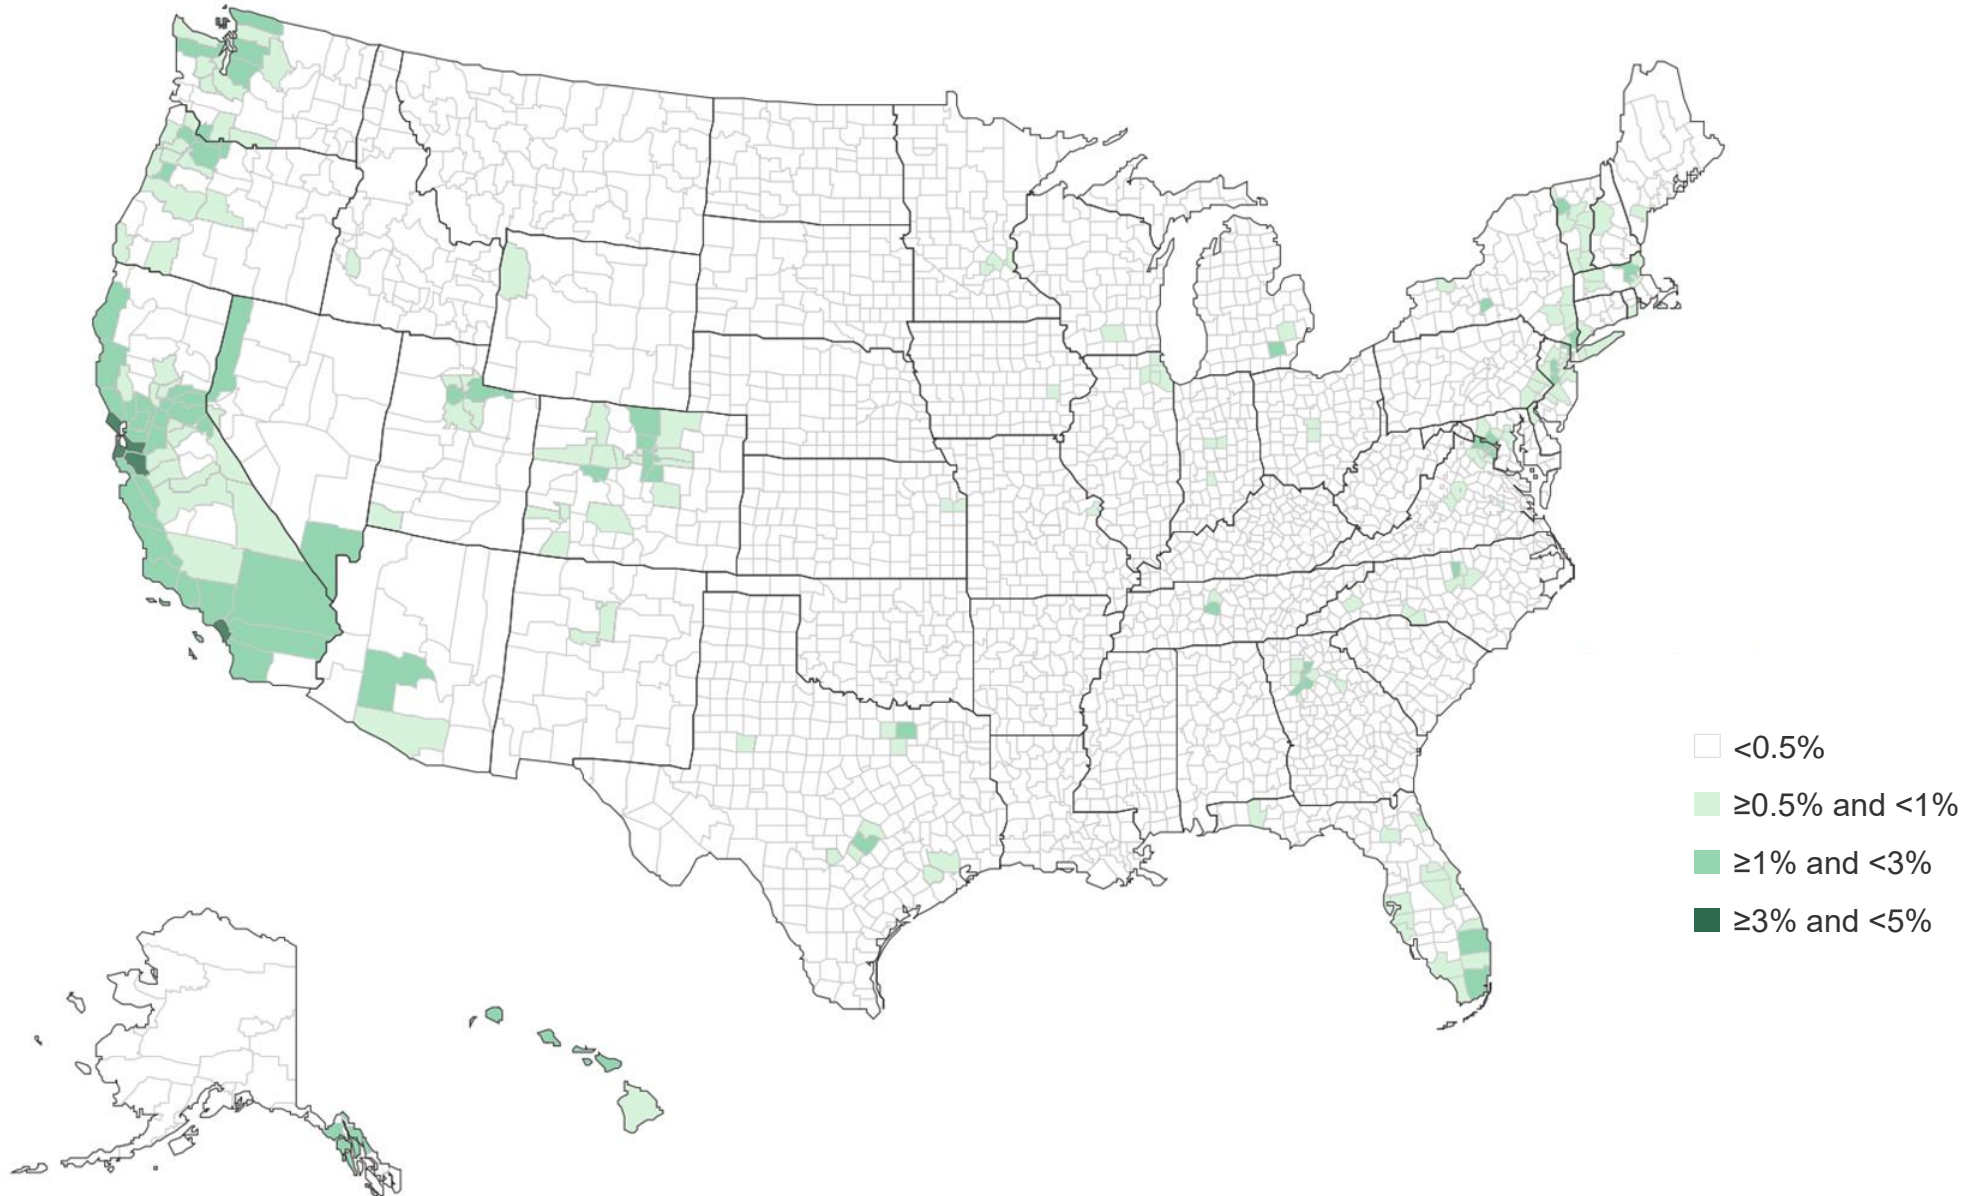 <0.5%
≥0.5% and <1%
≥1% and <3%
≥3% and <5%